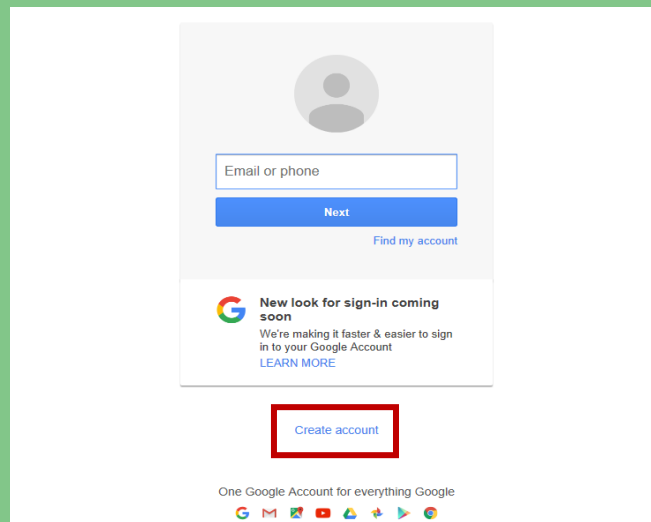 Email or phone
Next
Find my account
New look for sign-in coming
soon
We're making it faster & easier to sign
in to your Google Account
LEARN MORE
Create account
One Google Account for everything Google